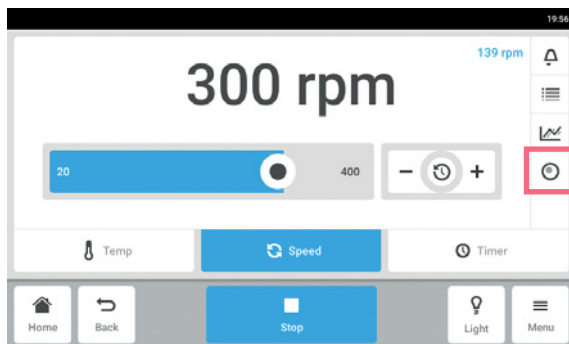 19:56
139 rpm
300 rpm
20
400
Temp
Speed
Timer
Home
Back
Stop
Light
Menu